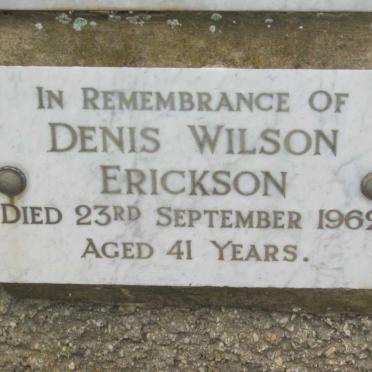 In Remembrance Of
Denis Wilson
Erickson
Died 23rd September 1962
Aged 41 Years.